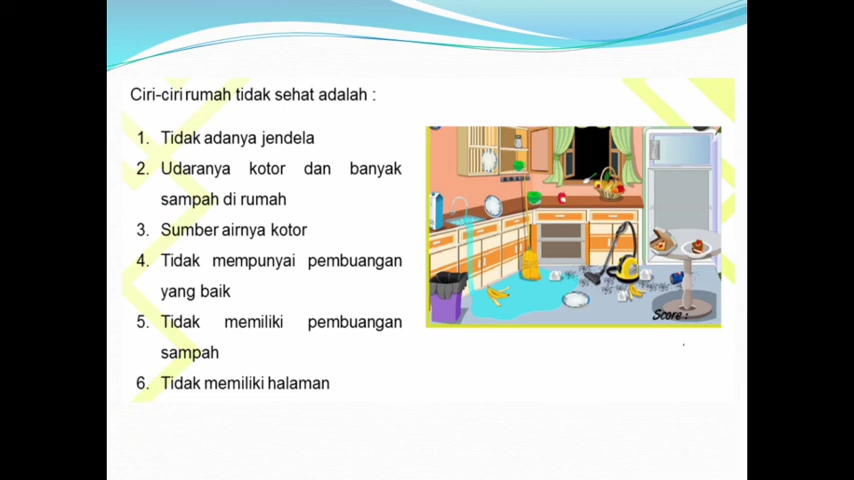 Ciri-ciri rumah tidak sehat adalah :
1. Tidak adanya jendela
2. Udaranya kotor dan banyak
sampah di rumah
3. Sumber airnya kotor
4. Tidak mempunyai pembuangan
yang baik
5. Tidak memiliki pembuangan
sampah
6. Tidak memiliki halaman
Score :